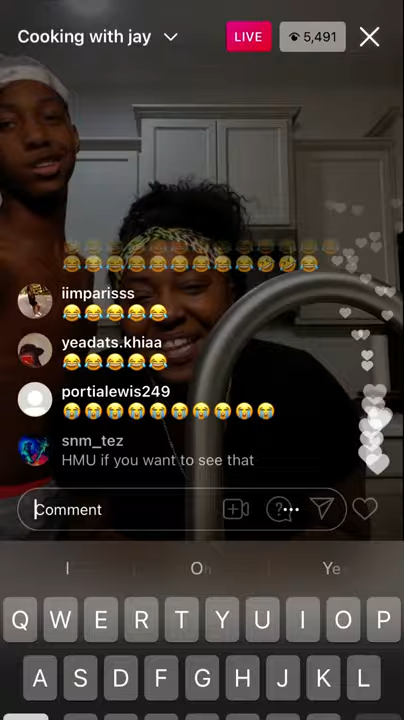 Cooking with jay
LIVE
5,491
😂😂😂😂😂😂😂😂😂🤣🤣😂
iimparisss
😂😂😂😂😂
yeadats.khiaa
😂😂😂😂😂
portialewis249
😭😭😭😭😭😭😭😭😭😭
snm_tez
HMU if you want to see that
Comment
I
Oh
Ye
Q W E R T Y U I O P
A S D F G H J K L